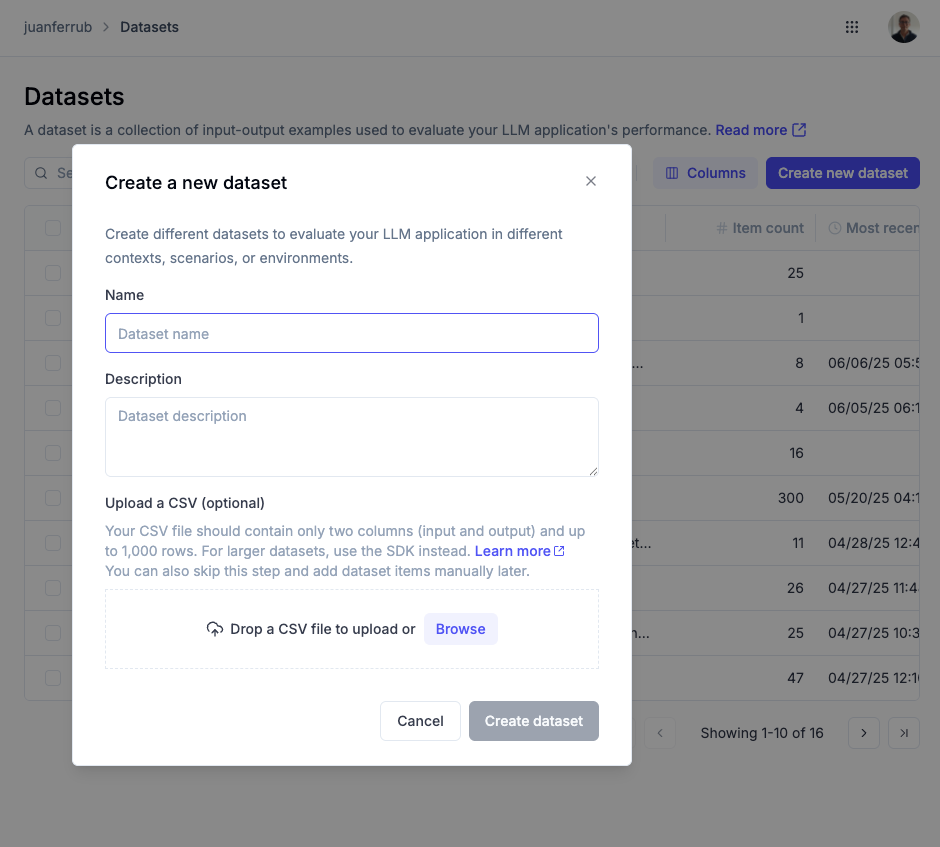 juanferrub > Datasets
Datasets
A dataset is a collection of input-output examples used to evaluate your LLM application's performance. Read more
Se
Columns
Create new dataset
# Item count
Most recen
25
1
... 8 06/06/25 05:5
4 06/05/25 06:1
16
300 05/20/25 04:1
et... 11 04/28/25 12:4
26 04/27/25 11:4
n... 25 04/27/25 10:3
47 04/27/25 12:1
Showing 1-10 of 16
Create a new dataset
Create different datasets to evaluate your LLM application in different
contexts, scenarios, or environments.
Name
Dataset name
Description
Dataset description
Upload a CSV (optional)
Your CSV file should contain only two columns (input and output) and up
to 1,000 rows. For larger datasets, use the SDK instead. Learn more
You can also skip this step and add dataset items manually later.
Drop a CSV file to upload or Browse
Cancel
Create dataset